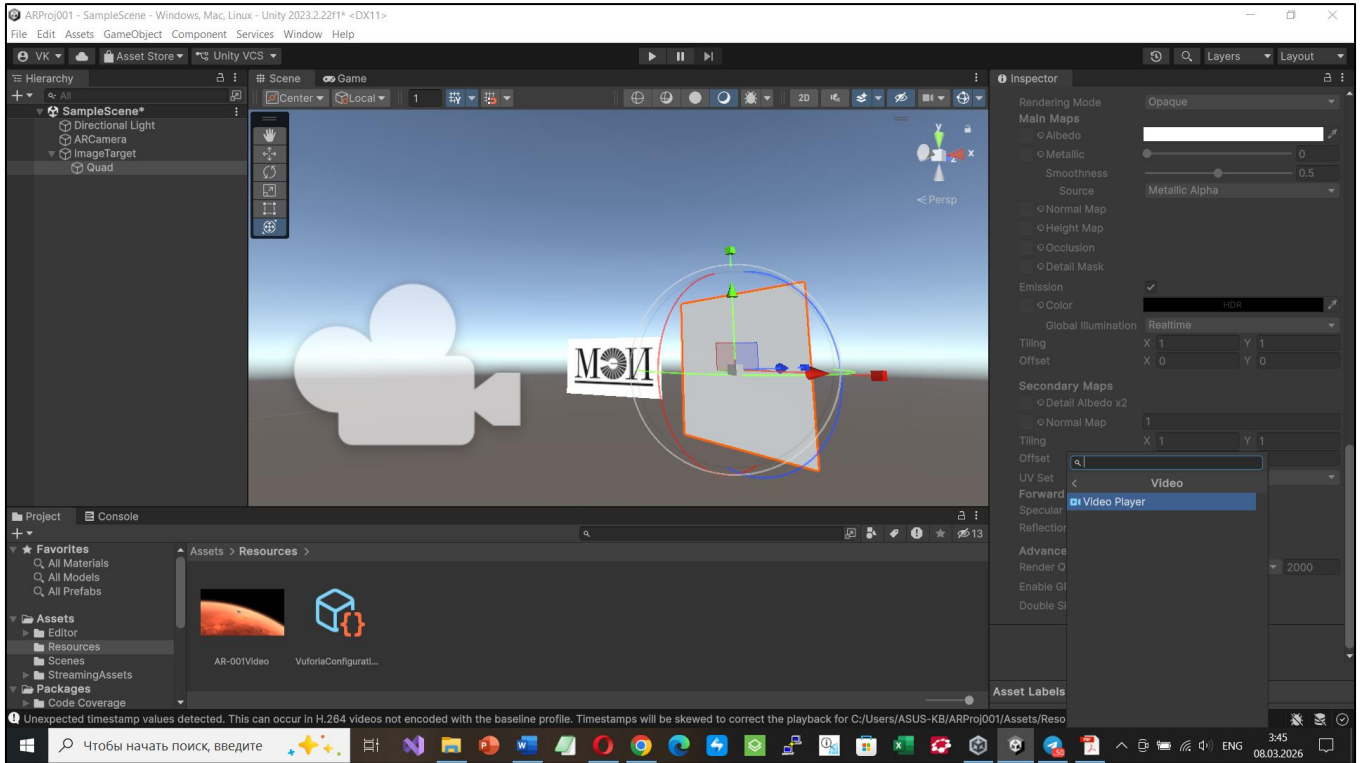 ARProj001 - SampleScene - Windows, Mac, Linux - Unity 2023.2.22f1* <DX11>
File Edit Assets GameObject Component Services Window Help
VK Asset Store Unity VCS Layers Layout
Hierarchy
All
SampleScene*
Directional Light
ARCamera
ImageTarget
Quad
Scene Game
Center Local 1 2D
y
x
z
Persp
МЭИ
Inspector
Rendering Mode Opaque
Main Maps
Albedo
Metallic 0
Smoothness 0.5
Source Metallic Alpha
Normal Map
Height Map
Occlusion
Detail Mask
Emission
Color HDR
Global Illumination Realtime
Tiling X 1 Y 1
Offset X 0 Y 0
Secondary Maps
Detail Albedo x2
Normal Map 1
Tiling X 1 Y 1
Offset
UV Set
Forward
Specular
Reflection
Advance
Render Q 2000
Enable GP
Double Si
Video
Video Player
Asset Labels
Project Console
13
Favorites
All Materials
All Models
All Prefabs
Assets
Editor
Resources
Scenes
StreamingAssets
Packages
Code Coverage
Assets > Resources >
AR-001Video VuforiaConfigurati...
Unexpected timestamp values detected. This can occur in H.264 videos not encoded with the baseline profile. Timestamps will be skewed to correct the playback for C:/Users/ASUS-KB/ARProj001/Assets/Reso
Чтобы начать поиск, введите
ENG
3:45
08.03.2026